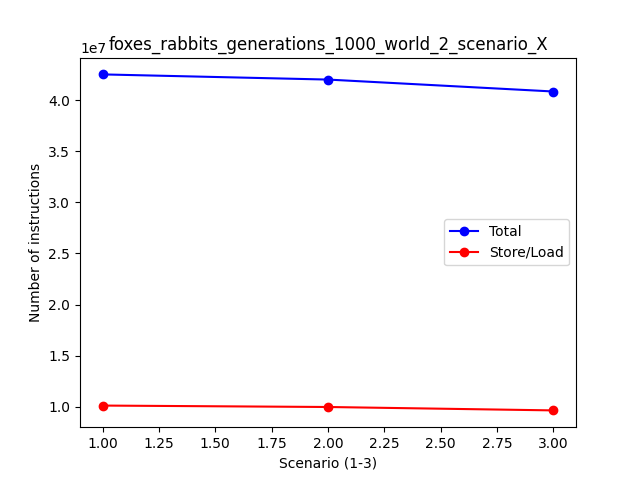 foxes_rabbits_generations_1000_world_2_scenario_X
1e7
Number of instructions
4.0
3.5
3.0
2.5
2.0
1.5
1.0
Total
Store/Load
1.00 1.25 1.50 1.75 2.00 2.25 2.50 2.75 3.00
Scenario (1-3)